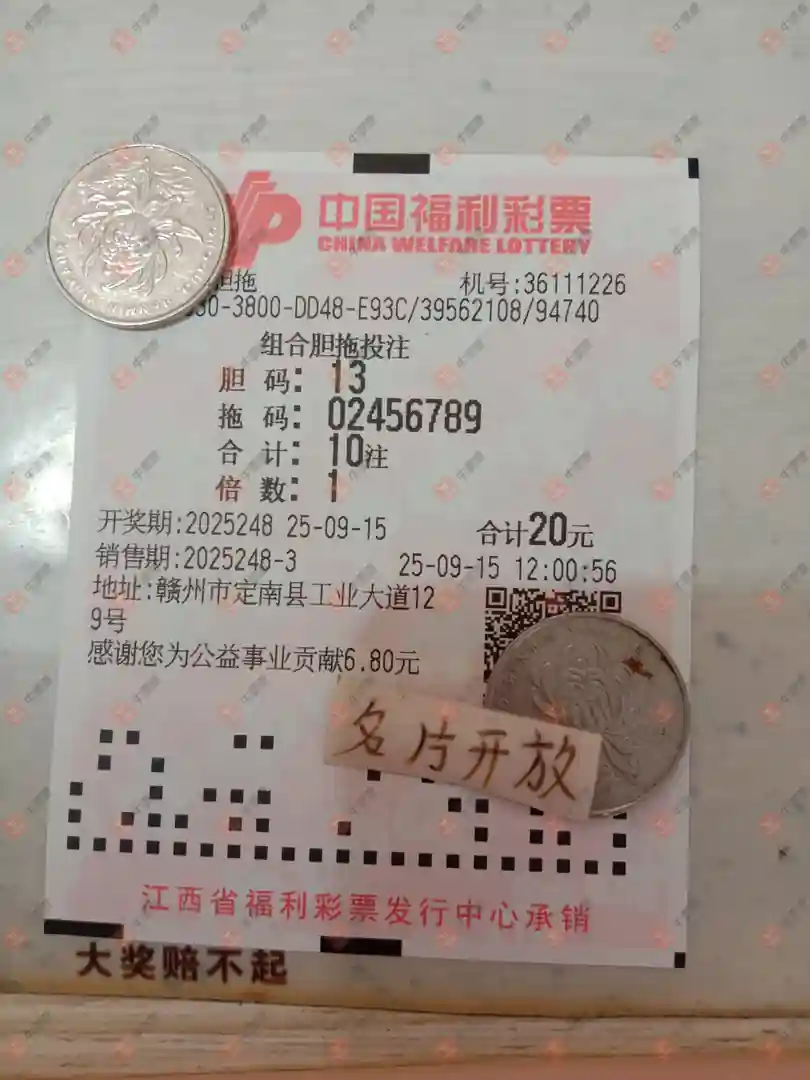 中国福利彩票
CHINA WELFARE LOTTERY
胆拖 机号:36111226
30-3800-DD48-E93C/39562108/94740
组合胆拖投注
胆 码: 13
拖 码: 02456789
合 计: 10注
倍 数: 1
开奖期:2025248 25-09-15 合计20元
销售期:2025248-3 25-09-15 12:00:56
地址:赣州市定南县工业大道12
9号
感谢您为公益事业贡献6.80元
名片开放
江西省福利彩票发行中心承销
大奖赔不起